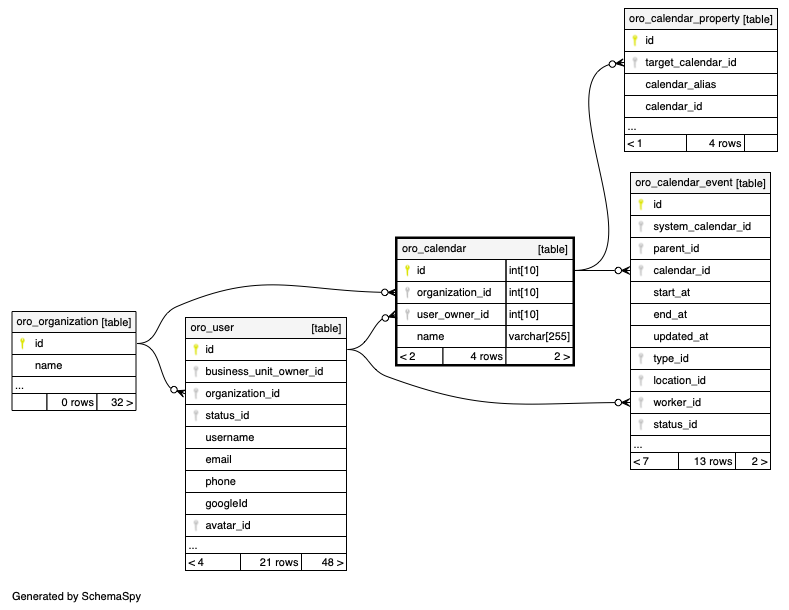 oro_calendar_property [table]
id
target_calendar_id
calendar_alias
calendar_id
...
< 1 4 rows
oro_calendar_event [table]
id
system_calendar_id
parent_id
calendar_id
start_at
end_at
updated_at
type_id
location_id
worker_id
status_id
...
< 7 13 rows 2 >
oro_calendar [table]
id int[10]
organization_id int[10]
user_owner_id int[10]
name varchar[255]
< 2 4 rows 2 >
oro_organization [table]
id
name
...
0 rows 32 >
oro_user [table]
id
business_unit_owner_id
organization_id
status_id
username
email
phone
googleId
avatar_id
...
< 4 21 rows 48 >
Generated by SchemaSpy